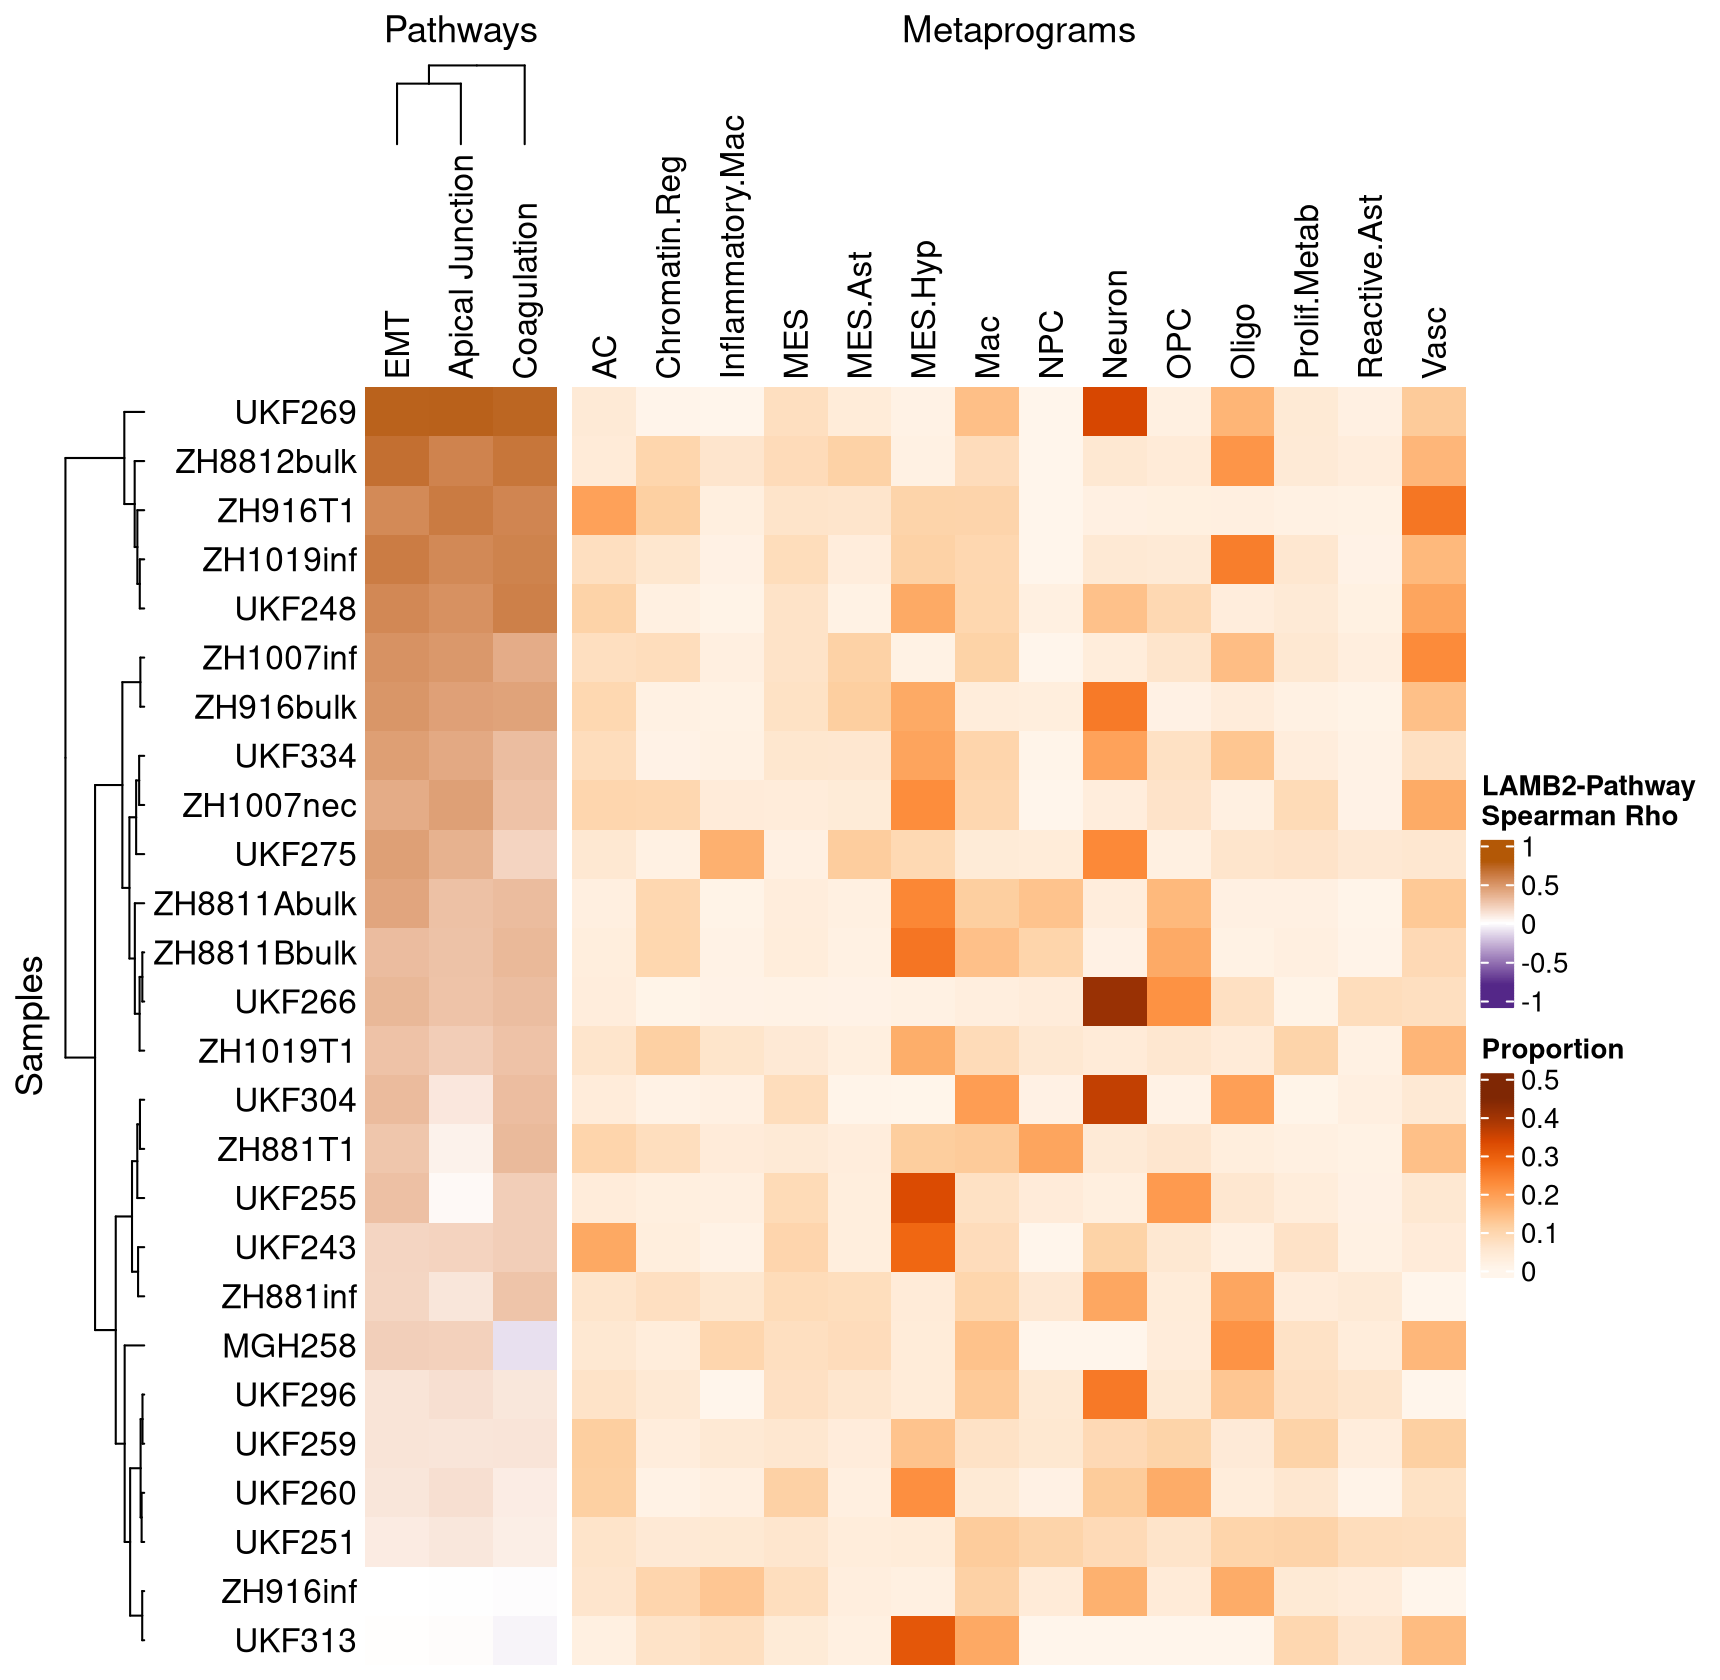 Pathways
Metaprograms
EMT
Apical Junction
Coagulation
AC
Chromatin.Reg
Inflammatory.Mac
MES
MES.Ast
MES.Hyp
Mac
NPC
Neuron
OPC
Oligo
Prolif.Metab
Reactive.Ast
Vasc
Samples
UKF269
ZH8812bulk
ZH916T1
ZH1019inf
UKF248
ZH1007inf
ZH916bulk
UKF334
ZH1007nec
UKF275
ZH8811Abulk
ZH8811Bbulk
UKF266
ZH1019T1
UKF304
ZH881T1
UKF255
UKF243
ZH881inf
MGH258
UKF296
UKF259
UKF260
UKF251
ZH916inf
UKF313
LAMB2-Pathway
Spearman Rho
1
0.5
0
-0.5
-1
Proportion
0.5
0.4
0.3
0.2
0.1
0